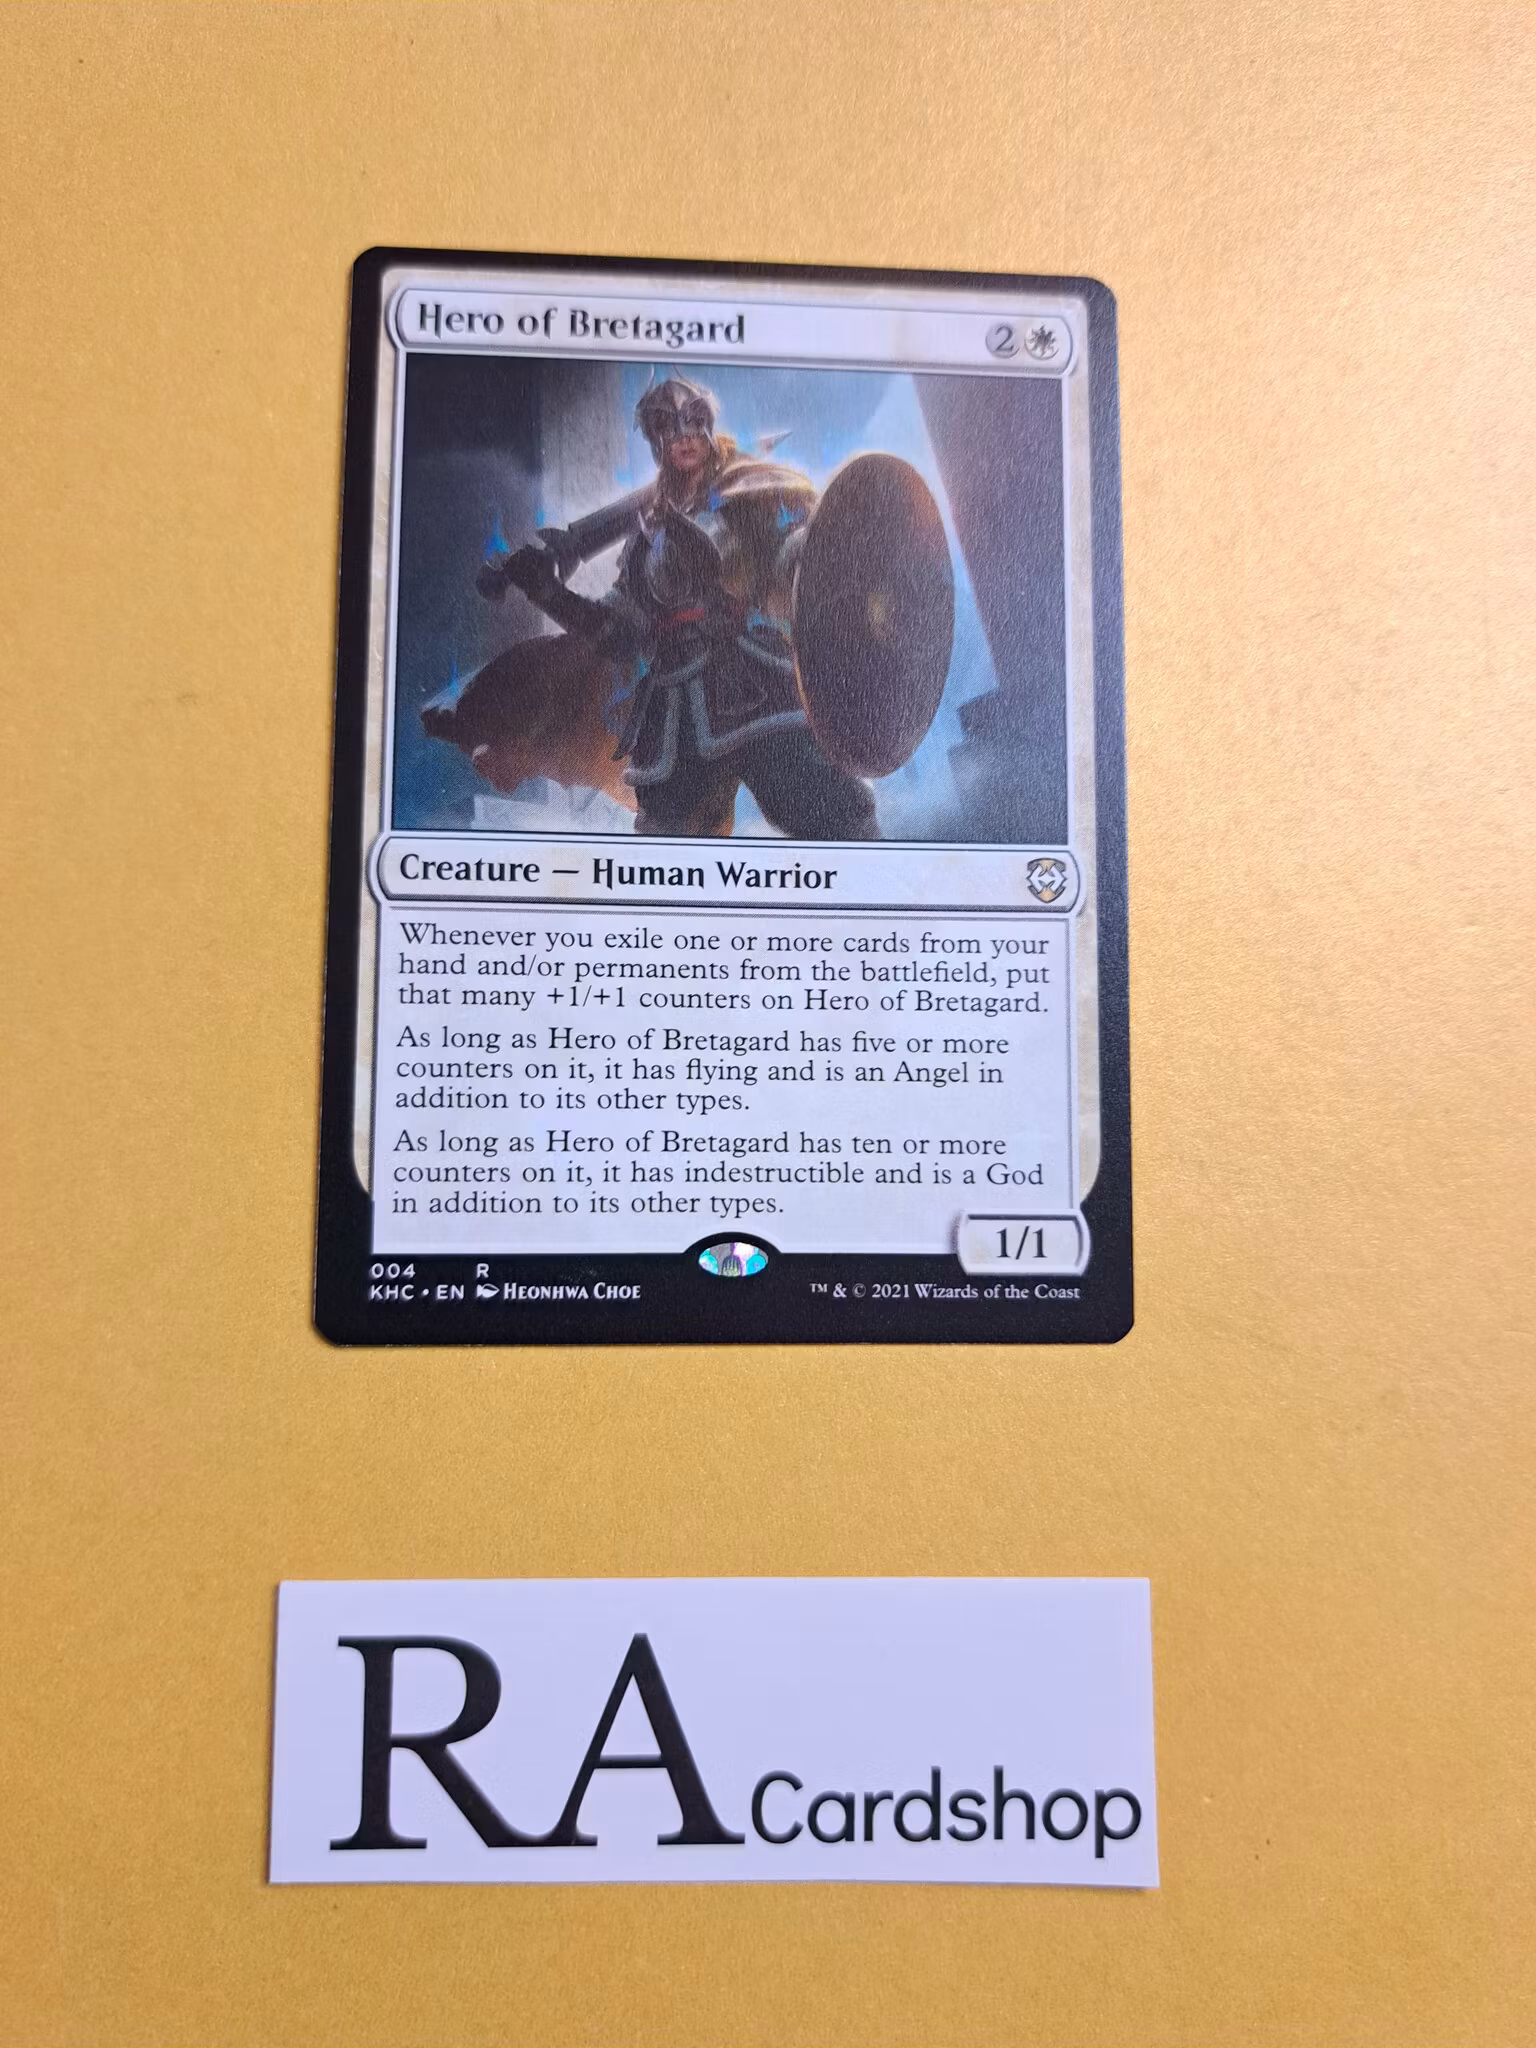 Hero of Bretagard 2
Creature — Human Warrior
Whenever you exile one or more cards from your
hand and/or permanents from the battlefield, put
that many +1/+1 counters on Hero of Bretagard.
As long as Hero of Bretagard has five or more
counters on it, it has flying and is an Angel in
addition to its other types.
As long as Hero of Bretagard has ten or more
counters on it, it has indestructible and is a God
in addition to its other types.
1/1
004 R
KHC • EN HEONHWA CHOE ™ & © 2021 Wizards of the Coast
RA Cardshop